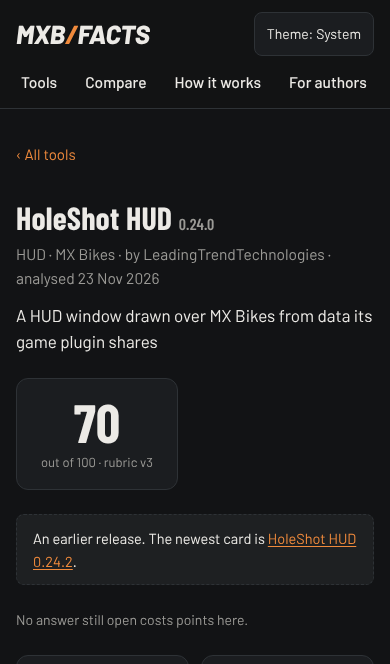 MXB/FACTS
Theme: System
Tools Compare How it works For authors
‹ All tools
HoleShot HUD 0.24.0
HUD · MX Bikes · by LeadingTrendTechnologies ·
analysed 23 Nov 2026
A HUD window drawn over MX Bikes from data its
game plugin shares
70
out of 100 · rubric v3
An earlier release. The newest card is HoleShot HUD
0.24.2.
No answer still open costs points here.